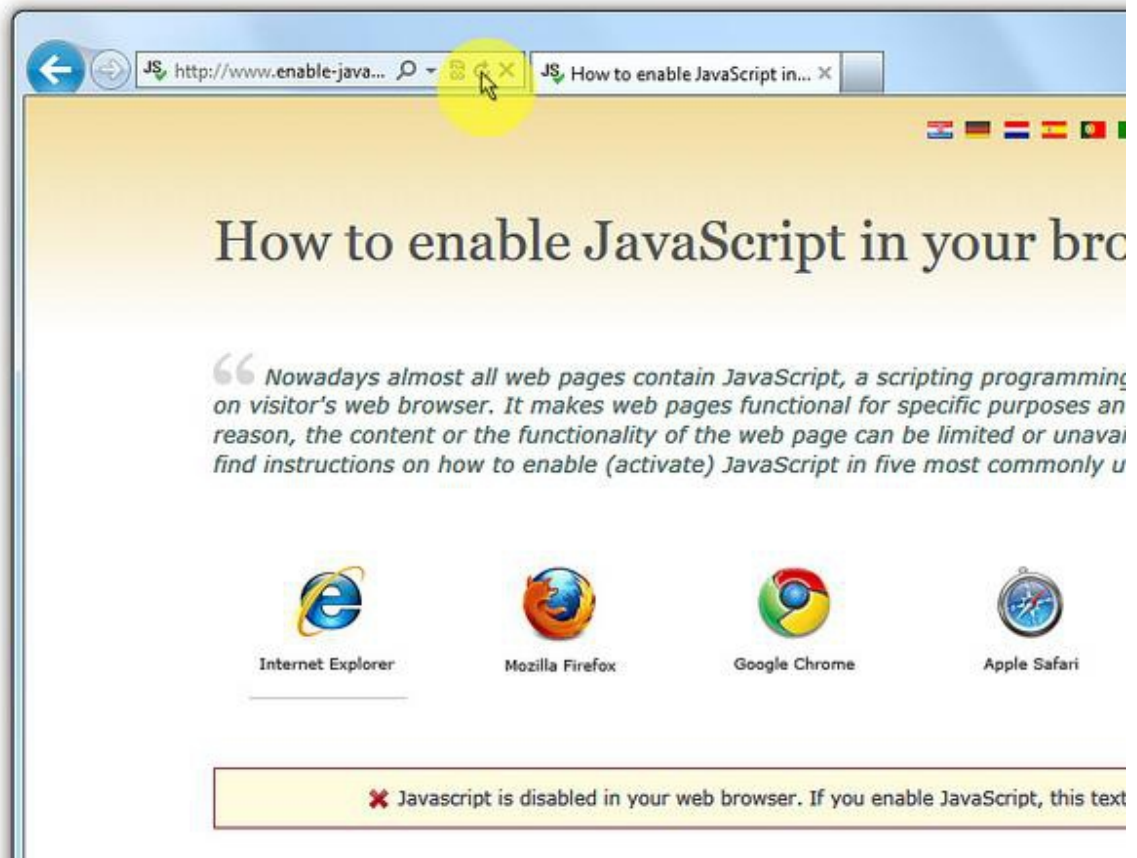 JS http://www.enable-java...
JS How to enable JavaScript in...
How to enable JavaScript in your bro
Nowadays almost all web pages contain JavaScript, a scripting programming
on visitor's web browser. It makes web pages functional for specific purposes an
reason, the content or the functionality of the web page can be limited or unavai
find instructions on how to enable (activate) JavaScript in five most commonly u
Internet Explorer
Mozilla Firefox
Google Chrome
Apple Safari
Javascript is disabled in your web browser. If you enable JavaScript, this text